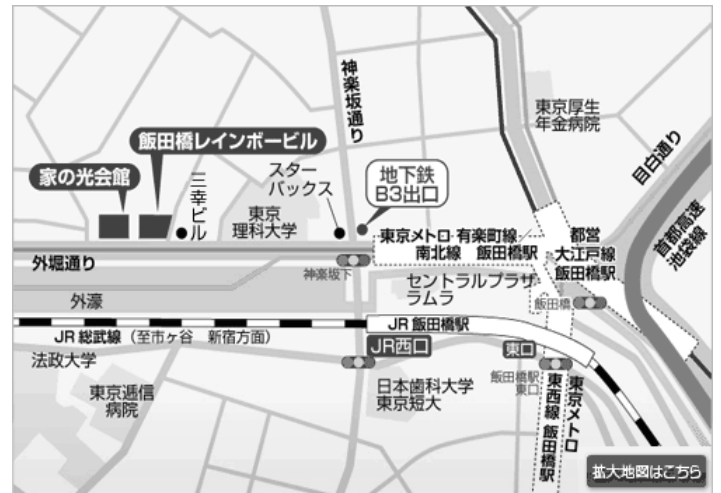 神楽坂通り
東京厚生
年金病院
目白通り
首都高速
池袋線
飯田橋レインボービル
家の光会館
三幸ビル
スター
バックス
地下鉄
B3出口
東京
理科大学
東京メトロ 有楽町線
南北線 飯田橋駅
都営
大江戸線
飯田橋駅
外堀通り
神楽坂下
セントラルプラザ
ラムラ
飯田橋
外濠
JR 飯田橋駅
JR 総武線（至市ヶ谷 新宿方面）
JR西口
東口
法政大学
飯田橋駅
東口
東京逓信
病院
日本歯科大学
東京短大
東京メトロ
東西線 飯田橋駅
拡大地図はこちら